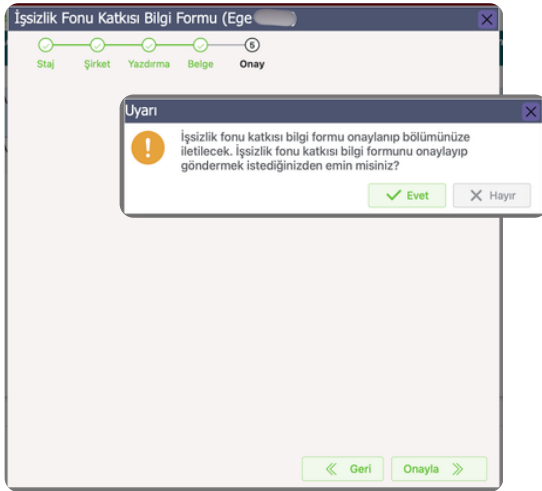 İşsizlik Fonu Katkısı Bilgi Formu (Ege )
5
Staj Şirket Yazdırma Belge Onay
Uyarı
İşsizlik fonu katkısı bilgi formu onaylanıp bölümünüze
iletilecek. İşsizlik fonu katkısı bilgi formunu onaylayıp
göndermek istediğinizden emin misiniz?
Evet Hayır
Geri Onayla